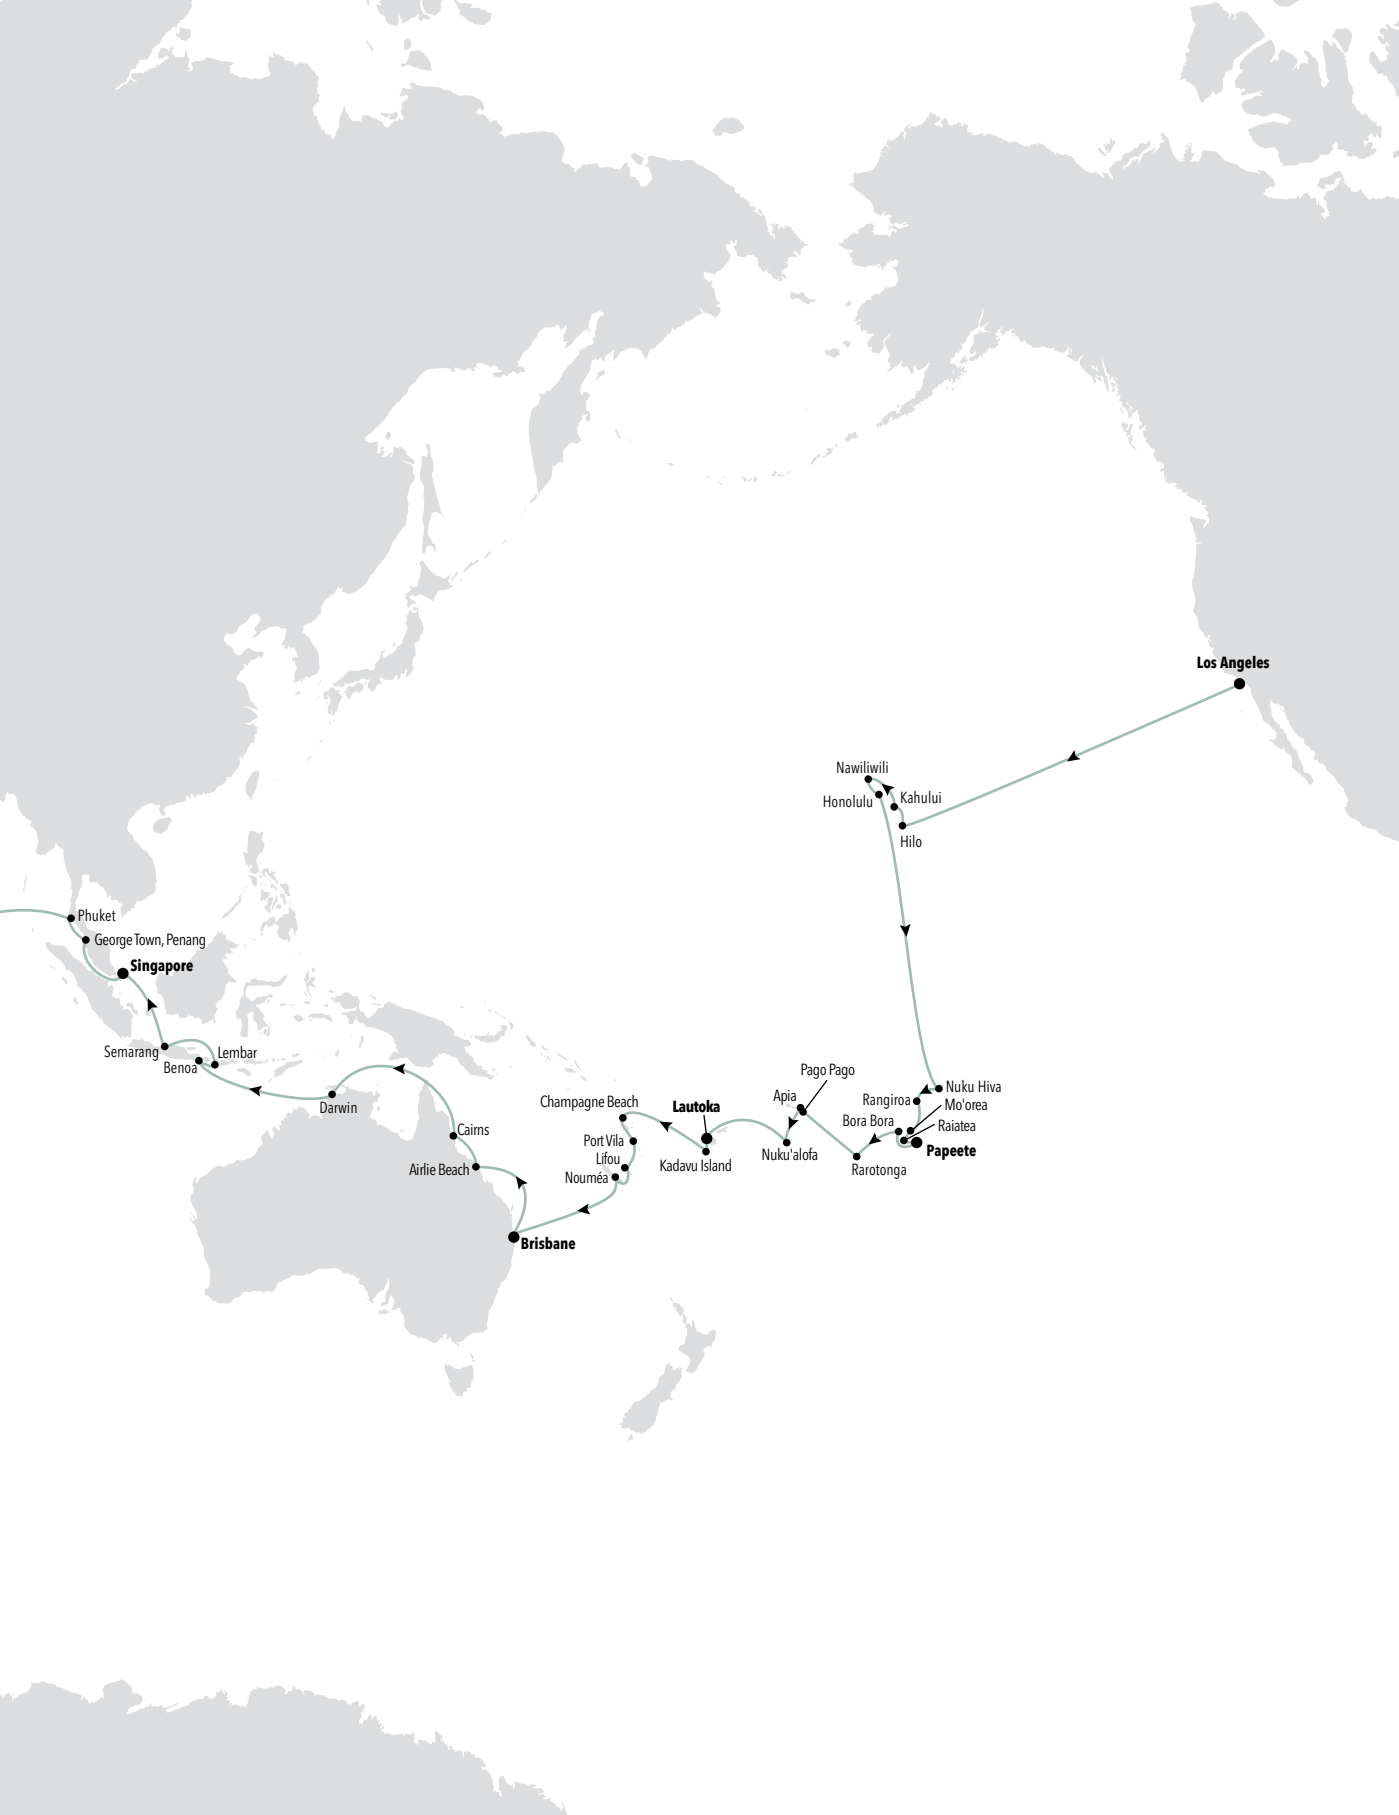 Los Angeles
Nawiliwili
Honolulu
Kahului
Hilo
Phuket
George Town, Penang
Singapore
Semarang
Benoa
Lembar
Darwin
Cairns
Airlie Beach
Brisbane
Champagne Beach
Port Vila
Lifou
Nouméa
Lautoka
Kadavu Island
Pago Pago
Apia
Nuku'alofa
Rarotonga
Nuku Hiva
Rangiroa
Mo'orea
Bora Bora
Raiatea
Papeete